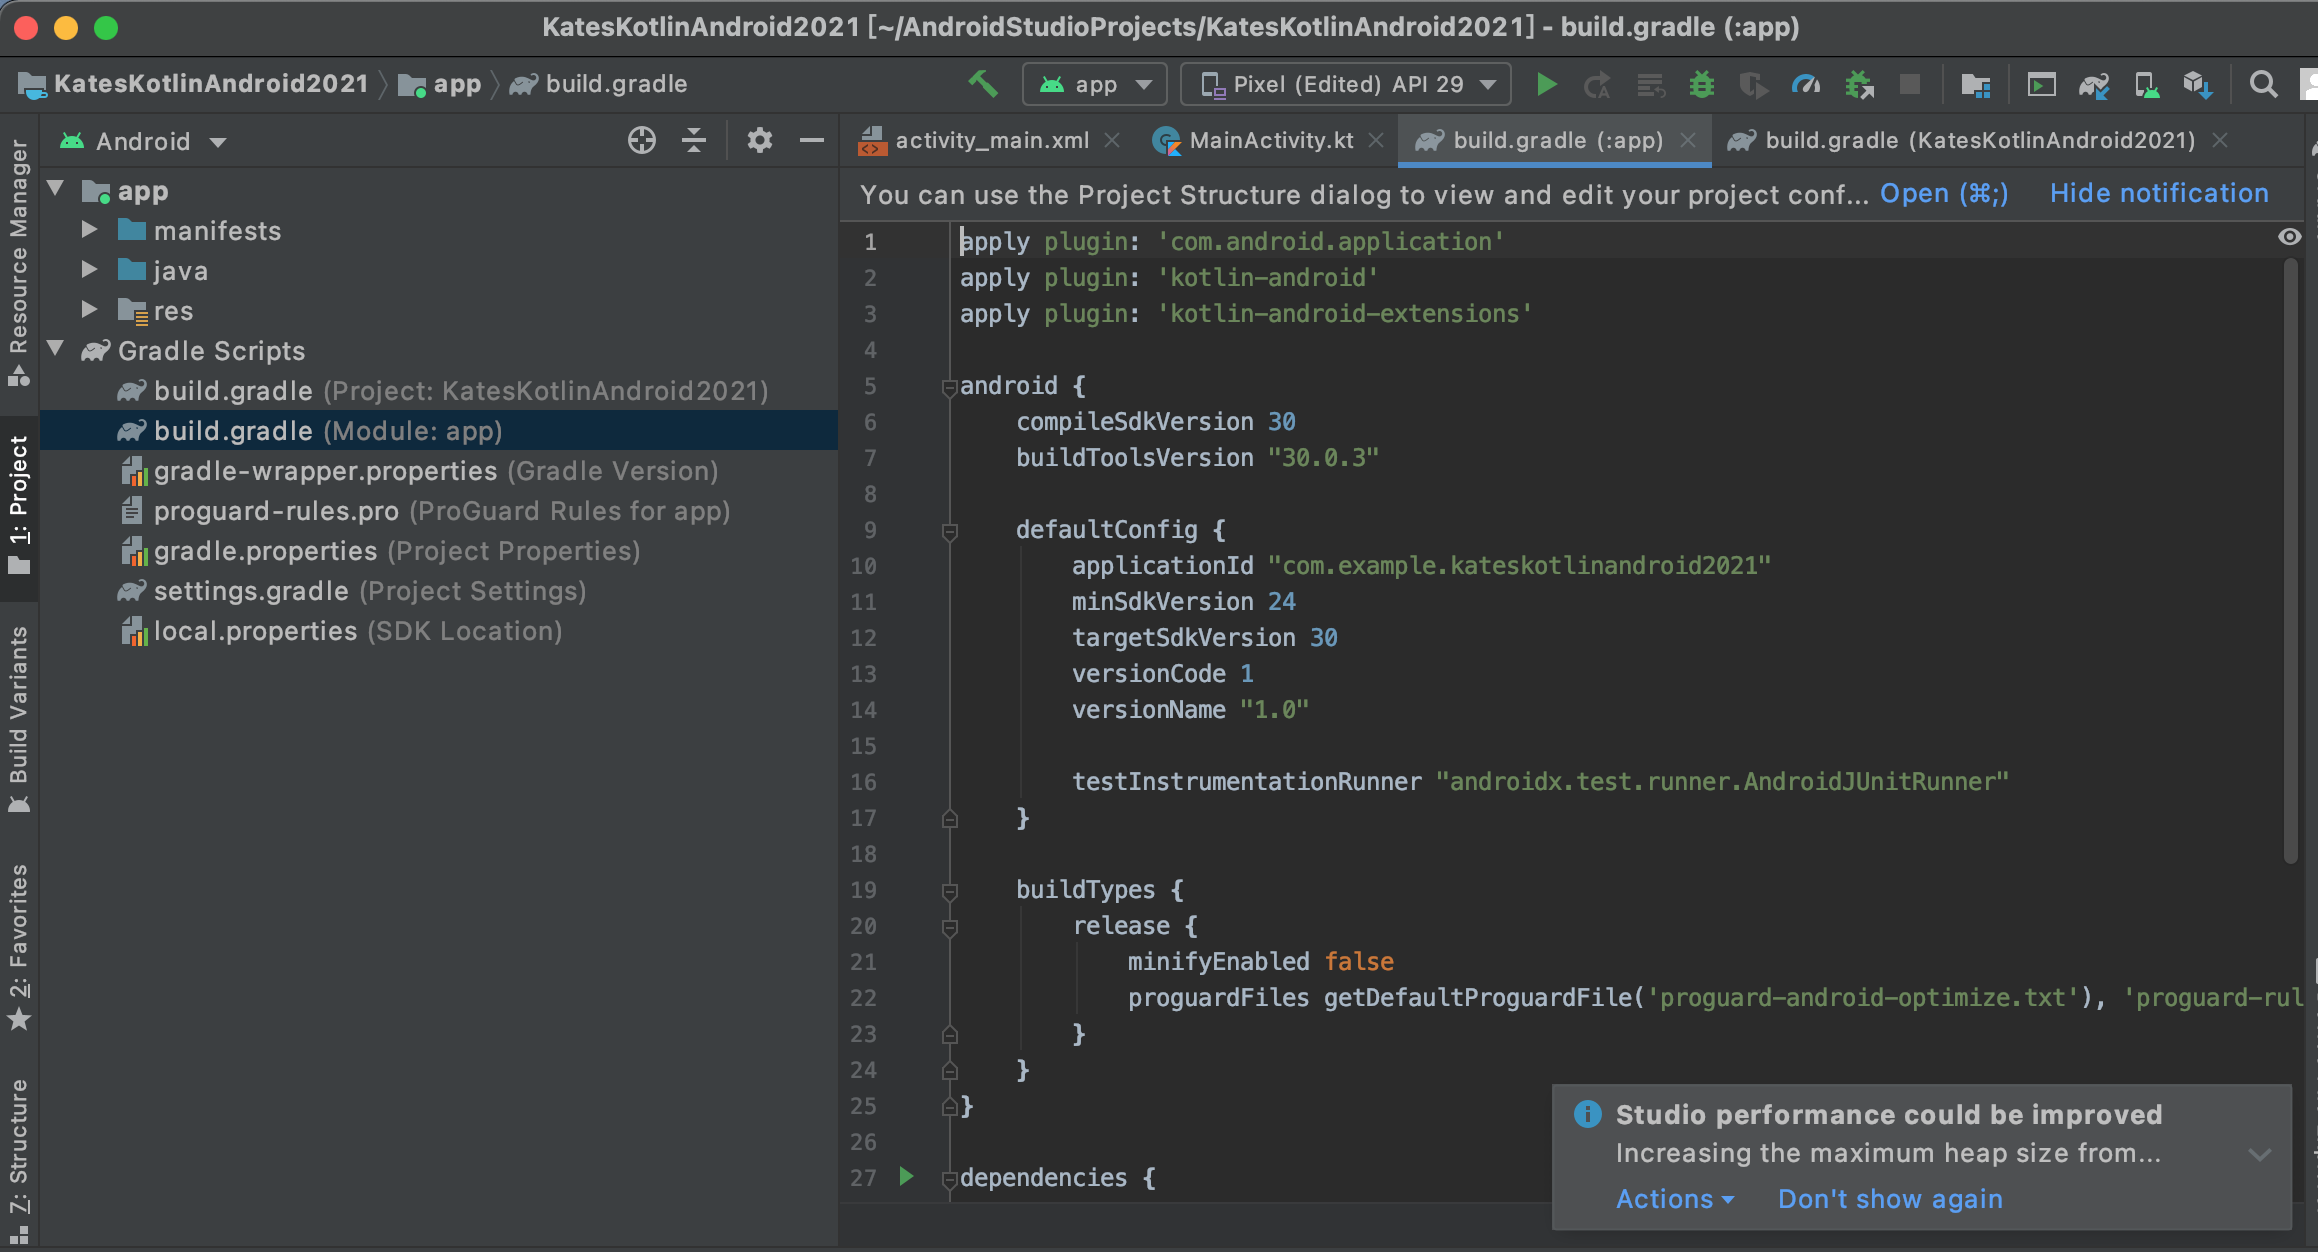 KatesKotlinAndroid2021 [~/AndroidStudioProjects/KatesKotlinAndroid2021] - build.gradle (:app)
KatesKotlinAndroid2021 app build.gradle
app
Pixel (Edited) API 29
Resource Manager
1: Project
Build Variants
2: Favorites
7: Structure
Android
app
manifests
java
res
Gradle Scripts
build.gradle (Project: KatesKotlinAndroid2021)
build.gradle (Module: app)
gradle-wrapper.properties (Gradle Version)
proguard-rules.pro (ProGuard Rules for app)
gradle.properties (Project Properties)
settings.gradle (Project Settings)
local.properties (SDK Location)
activity_main.xml
MainActivity.kt
build.gradle (:app)
build.gradle (KatesKotlinAndroid2021)
You can use the Project Structure dialog to view and edit your project conf... Open (⌘;) Hide notification
1 apply plugin: 'com.android.application'
2 apply plugin: 'kotlin-android'
3 apply plugin: 'kotlin-android-extensions'
4
5 android {
6 compileSdkVersion 30
7 buildToolsVersion "30.0.3"
8
9 defaultConfig {
10 applicationId "com.example.kateskotlinandroid2021"
11 minSdkVersion 24
12 targetSdkVersion 30
13 versionCode 1
14 versionName "1.0"
15
16 testInstrumentationRunner "androidx.test.runner.AndroidJUnitRunner"
17 }
18
19 buildTypes {
20 release {
21 minifyEnabled false
22 proguardFiles getDefaultProguardFile('proguard-android-optimize.txt'), 'proguard-rul
23 }
24 }
25 }
26
27 dependencies {
Studio performance could be improved
Increasing the maximum heap size from...
Actions Don't show again